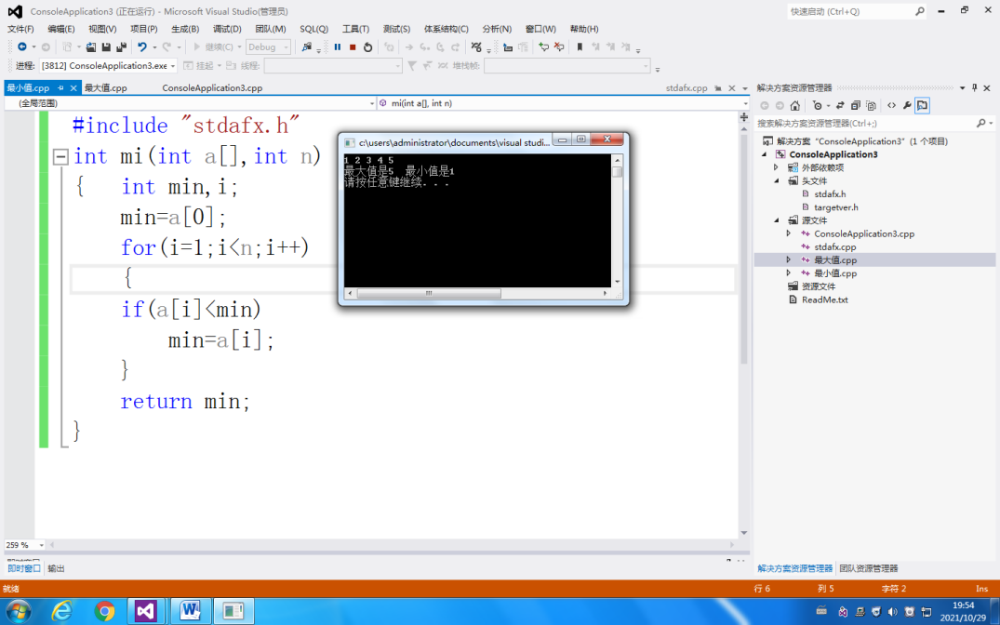 ConsoleApplication3 (正在运行) - Microsoft Visual Studio(管理员)
快速启动 (Ctrl+Q)
文件(F) 编辑(E) 视图(V) 项目(P) 生成(B) 调试(D) 团队(M) SQL(Q) 工具(T) 测试(S) 体系结构(C) 分析(N) 窗口(W) 帮助(H)
继续(C) Debug
进程: [3812] ConsoleApplication3.exe 挂起 线程: 堆栈帧:
最小值.cpp 最大值.cpp ConsoleApplication3.cpp stdafx.cpp
(全局范围) mi(int a[], int n)
#include "stdafx.h"
int mi(int a[],int n)
{ int min,i;
min=a[0];
for(i=1;i<n;i++)
{
if(a[i]<min)
min=a[i];
}
return min;
}
c:\users\administrator\documents\visual studi...
1 2 3 4 5
最大值是5 最小值是1
请按任意键继续. . .
解决方案资源管理器
搜索解决方案资源管理器(Ctrl+;)
解决方案 "ConsoleApplication3" (1 个项目)
ConsoleApplication3
外部依赖项
头文件
stdafx.h
targetver.h
源文件
ConsoleApplication3.cpp
stdafx.cpp
最大值.cpp
最小值.cpp
资源文件
ReadMe.txt
259 %
即时窗口 输出
解决方案资源管理器 团队资源管理器
就绪 行 6 列 5 字符 2 Ins
19:54
2021/10/29